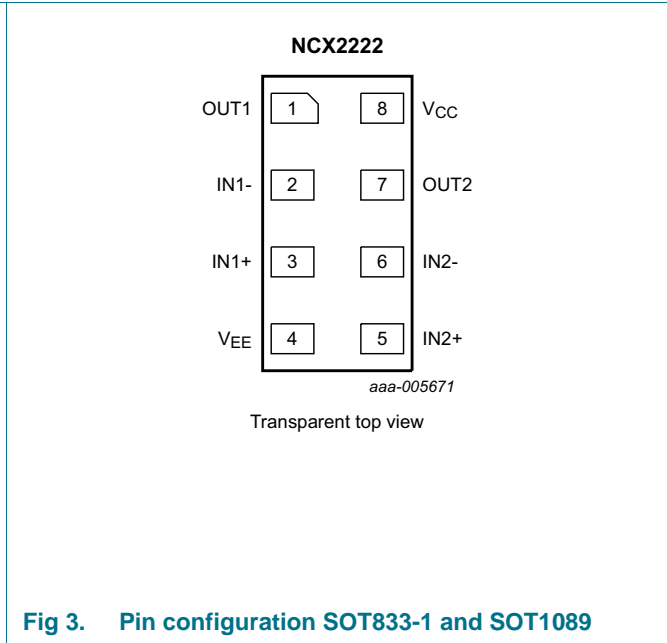 NCX2222
OUT1 1 8 VCC
IN1- 2 7 OUT2
IN1+ 3 6 IN2-
VEE 4 5 IN2+
aaa-005671
Transparent top view
Fig 3. Pin configuration SOT833-1 and SOT1089